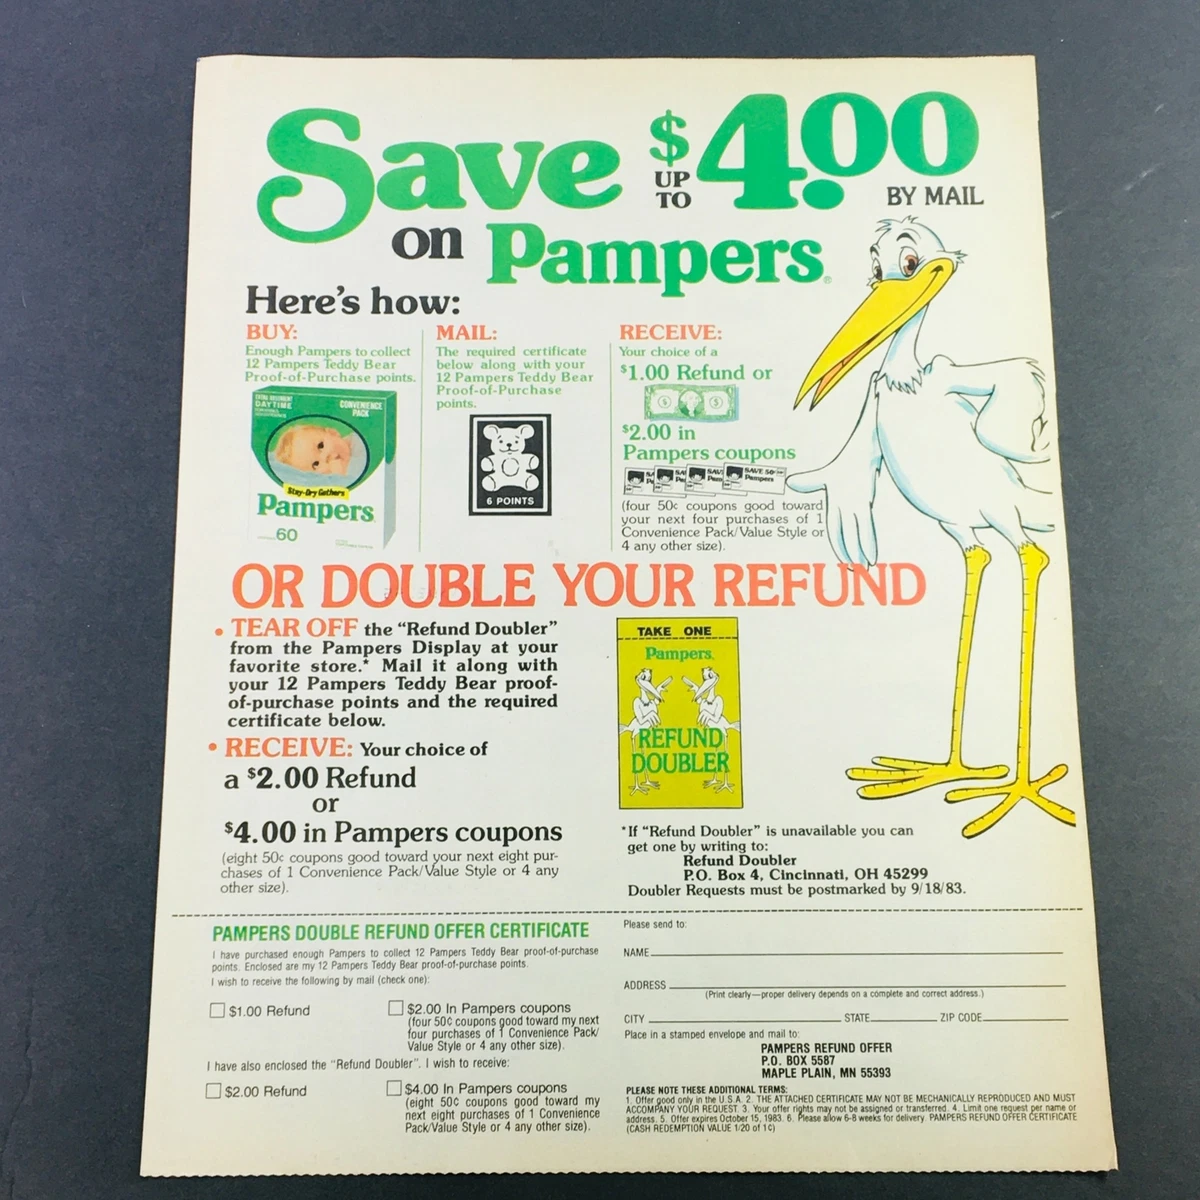 Save UP TO $4.00 BY MAIL
on Pampers®
Here's how:
BUY:
Enough Pampers to collect
12 Pampers Teddy Bear
Proof-of-Purchase points.
DAYTIME
CONVENIENCE
PACK
Stay-Dry Gathers
Pampers
60
MAIL:
The required certificate
below along with your
12 Pampers Teddy Bear
Proof-of-Purchase
points.
6 POINTS
RECEIVE:
Your choice of a
$1.00 Refund or
$2.00 in
Pampers coupons
SAVE 50¢
Pampers
(four 50¢ coupons good toward
your next four purchases of 1
Convenience Pack/Value Style or
4 any other size).
OR DOUBLE YOUR REFUND
• TEAR OFF the "Refund Doubler"
from the Pampers Display at your
favorite store.* Mail it along with
your 12 Pampers Teddy Bear proof-
of-purchase points and the required
certificate below.
• RECEIVE: Your choice of
a $2.00 Refund
or
$4.00 in Pampers coupons
(eight 50¢ coupons good toward your next eight pur-
chases of 1 Convenience Pack/Value Style or 4 any
other size).
TAKE ONE
Pampers
REFUND
DOUBLER
*If "Refund Doubler" is unavailable you can
get one by writing to:
Refund Doubler
P.O. Box 4, Cincinnati, OH 45299
Doubler Requests must be postmarked by 9/18/83.
PAMPERS DOUBLE REFUND OFFER CERTIFICATE
I have purchased enough Pampers to collect 12 Pampers Teddy Bear proof-of-purchase
points. Enclosed are my 12 Pampers Teddy Bear proof-of-purchase points.
I wish to receive the following by mail (check one):
$1.00 Refund
$2.00 In Pampers coupons
(four 50¢ coupons good toward my next
four purchases of 1 Convenience Pack/
Value Style or 4 any other size).
I have also enclosed the "Refund Doubler". I wish to receive:
$2.00 Refund
$4.00 In Pampers coupons
(eight 50¢ coupons good toward my
next eight purchases of 1 Convenience
Pack/Value Style or 4 any other size).
Please send to:
NAME
ADDRESS
(Print clearly—proper delivery depends on a complete and correct address.)
CITY STATE ZIP CODE
Place in a stamped envelope and mail to:
PAMPERS REFUND OFFER
P.O. BOX 5587
MAPLE PLAIN, MN 55393
PLEASE NOTE THESE ADDITIONAL TERMS:
1. Offer good only in the U.S.A. 2. THE ATTACHED CERTIFICATE MAY NOT BE MECHANICALLY REPRODUCED AND MUST
ACCOMPANY YOUR REQUEST. 3. Your offer rights may not be assigned or transferred. 4. Limit one request per name or
address. 5. Offer expires October 15, 1983. 6. Please allow 6-8 weeks for delivery. PAMPERS REFUND OFFER CERTIFICATE
(CASH REDEMPTION VALUE 1/20 of 1¢)